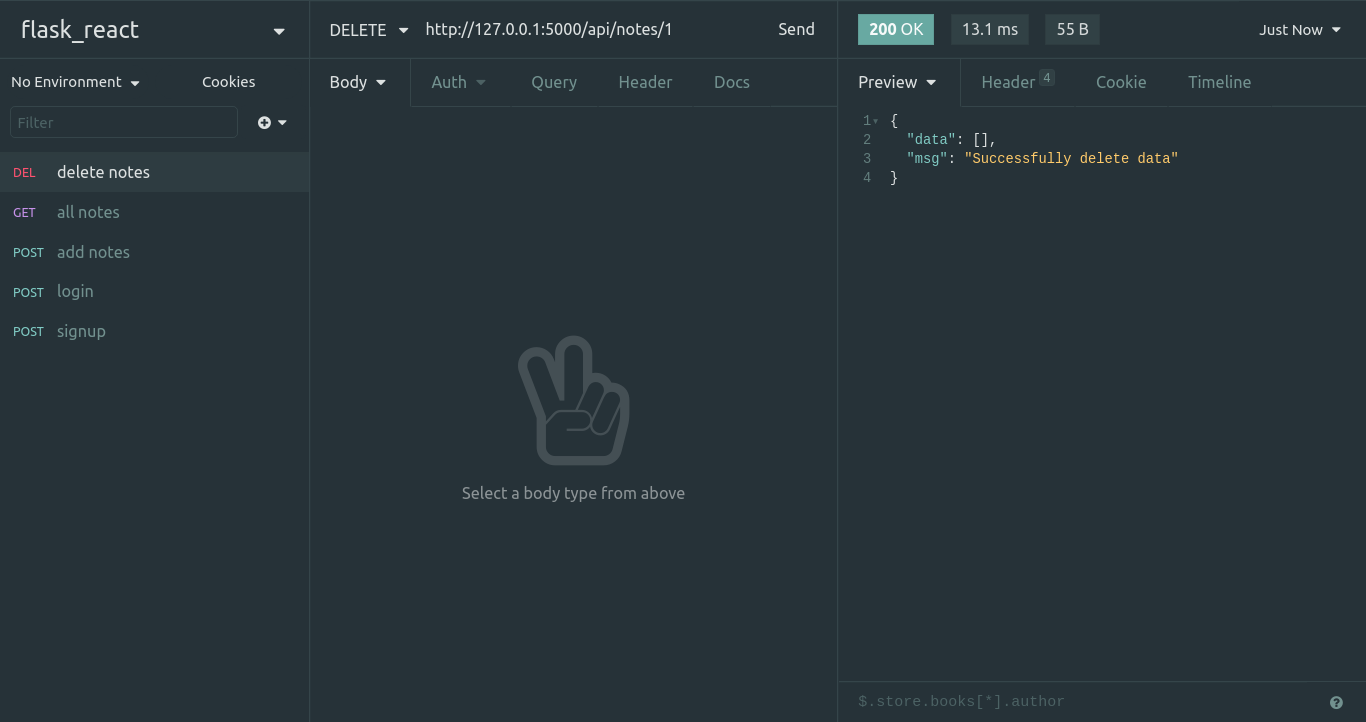 flask_react
No Environment Cookies
Filter
DEL delete notes
GET all notes
POST add notes
POST login
POST signup
DELETE http://127.0.0.1:5000/api/notes/1 Send
Body Auth Query Header Docs
Select a body type from above
200 OK 13.1 ms 55 B Just Now
Preview Header 4 Cookie Timeline
1 {
2 "data": [],
3 "msg": "Successfully delete data"
4 }
$.store.books[*].author